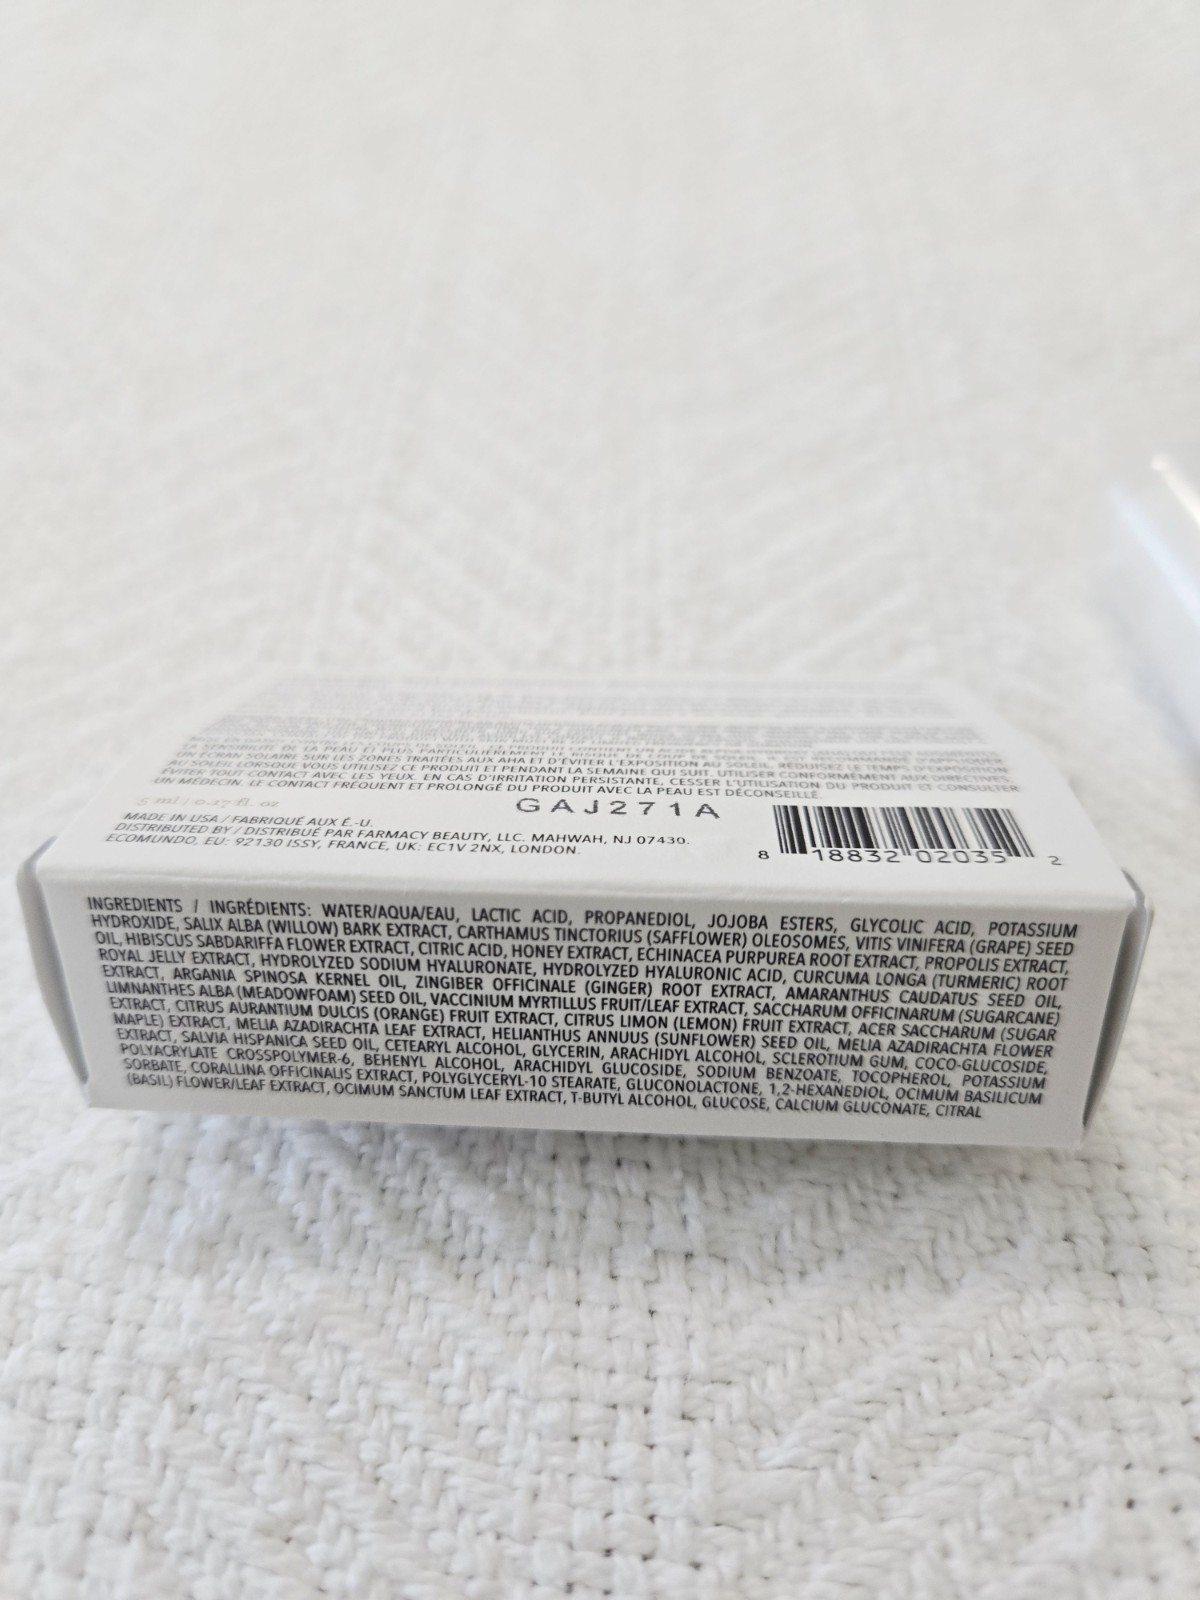 LA SENSIBILITÉ DE LA PEAU ET PLUS PARTICULIÈREMENT LE RISQUE DE COUP DE SOLEIL. IL EST RECOMMANDÉ D'APPLIQUER
UN ÉCRAN SOLAIRE SUR LES ZONES TRAITÉES AUX AHA ET D'ÉVITER L'EXPOSITION AU SOLEIL. RÉDUISEZ LE TEMPS D'EXPOSITION
AU SOLEIL LORSQUE VOUS UTILISEZ CE PRODUIT ET PENDANT LA SEMAINE QUI SUIT. UTILISER CONFORMÉMENT AUX DIRECTIVES.
ÉVITER TOUT CONTACT AVEC LES YEUX. EN CAS D'IRRITATION PERSISTANTE, CESSER L'UTILISATION DU PRODUIT ET CONSULTER
UN MÉDECIN. LE CONTACT FRÉQUENT ET PROLONGÉ DU PRODUIT AVEC LA PEAU EST DÉCONSEILLÉ.
5 ml / 0.17 fl. oz
GAJ271A
MADE IN USA / FABRIQUÉ AUX É.-U.
DISTRIBUTED BY / DISTRIBUÉ PAR FARMACY BEAUTY, LLC. MAHWAH, NJ 07430.
ECOMUNDO, EU: 92130 ISSY, FRANCE, UK: EC1V 2NX, LONDON.
8 18832 02035 2
INGREDIENTS / INGRÉDIENTS: WATER/AQUA/EAU, LACTIC ACID, PROPANEDIOL, JOJOBA ESTERS, GLYCOLIC ACID, POTASSIUM
HYDROXIDE, SALIX ALBA (WILLOW) BARK EXTRACT, CARTHAMUS TINCTORIUS (SAFFLOWER) OLEOSOMES, VITIS VINIFERA (GRAPE) SEED
OIL, HIBISCUS SABDARIFFA FLOWER EXTRACT, CITRIC ACID, HONEY EXTRACT, ECHINACEA PURPUREA ROOT EXTRACT, PROPOLIS EXTRACT,
ROYAL JELLY EXTRACT, HYDROLYZED SODIUM HYALURONATE, HYDROLYZED HYALURONIC ACID, CURCUMA LONGA (TURMERIC) ROOT
EXTRACT, ARGANIA SPINOSA KERNEL OIL, ZINGIBER OFFICINALE (GINGER) ROOT EXTRACT, AMARANTHUS CAUDATUS SEED OIL,
LIMNANTHES ALBA (MEADOWFOAM) SEED OIL, VACCINIUM MYRTILLUS FRUIT/LEAF EXTRACT, SACCHARUM OFFICINARUM (SUGARCANE)
EXTRACT, CITRUS AURANTIUM DULCIS (ORANGE) FRUIT EXTRACT, CITRUS LIMON (LEMON) FRUIT EXTRACT, ACER SACCHARUM (SUGAR
MAPLE) EXTRACT, MELIA AZADIRACHTA LEAF EXTRACT, HELIANTHUS ANNUUS (SUNFLOWER) SEED OIL, MELIA AZADIRACHTA FLOWER
EXTRACT, SALVIA HISPANICA SEED OIL, CETEARYL ALCOHOL, GLYCERIN, ARACHIDYL ALCOHOL, SCLEROTIUM GUM, COCO-GLUCOSIDE,
POLYACRYLATE CROSSPOLYMER-6, BEHENYL ALCOHOL, ARACHIDYL GLUCOSIDE, SODIUM BENZOATE, TOCOPHEROL, POTASSIUM
SORBATE, CORALLINA OFFICINALIS EXTRACT, POLYGLYCERYL-10 STEARATE, GLUCONOLACTONE, 1,2-HEXANEDIOL, OCIMUM BASILICUM
(BASIL) FLOWER/LEAF EXTRACT, OCIMUM SANCTUM LEAF EXTRACT, T-BUTYL ALCOHOL, GLUCOSE, CALCIUM GLUCONATE, CITRAL